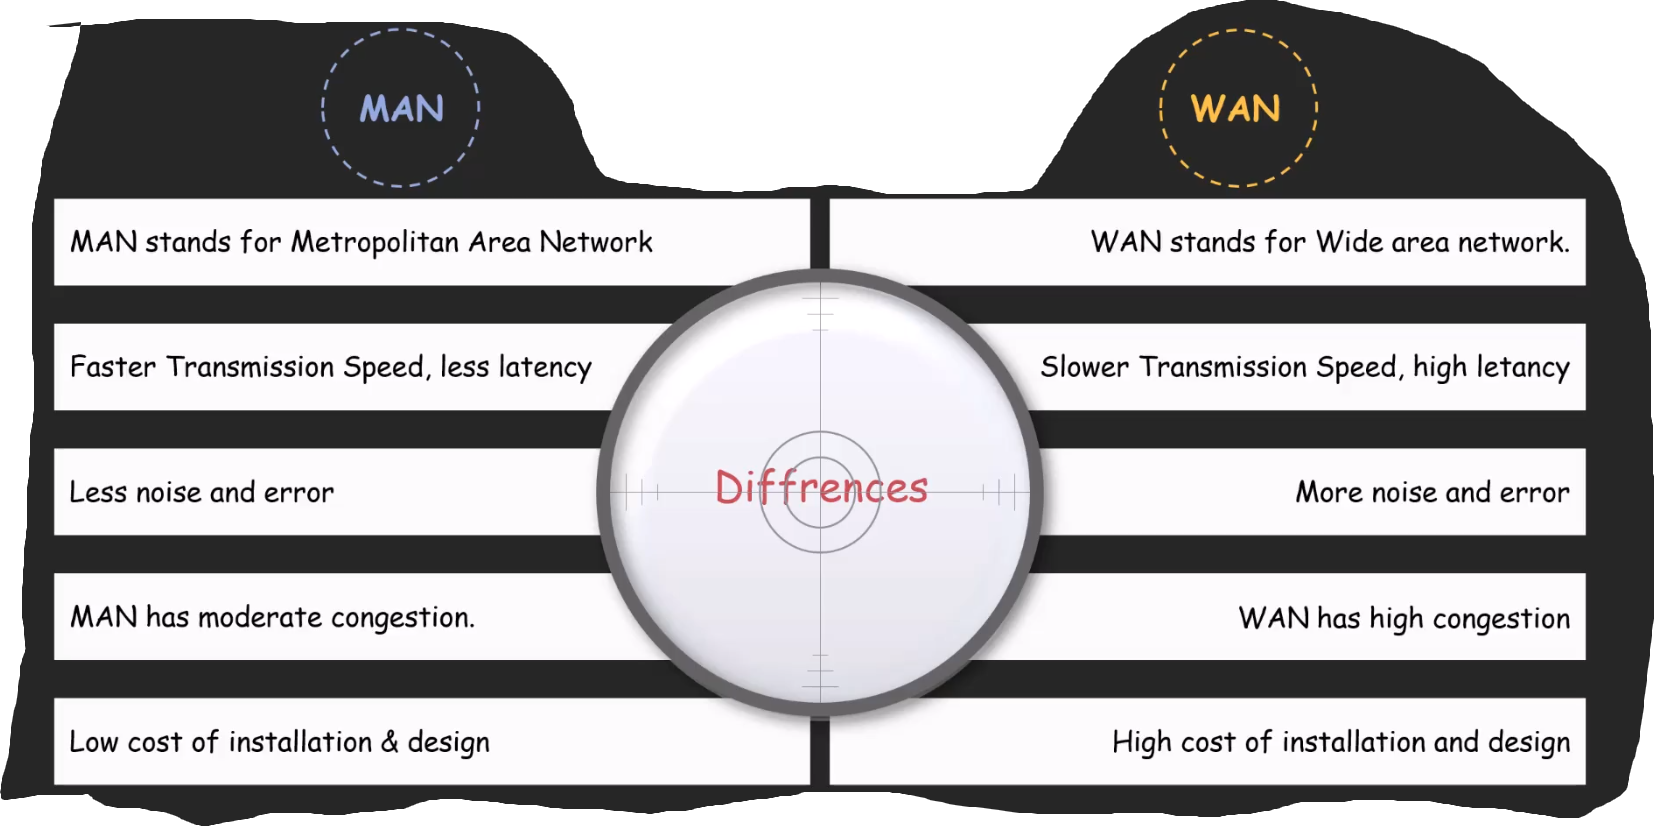 MAN
WAN
MAN stands for Metropolitan Area Network
WAN stands for Wide area network.
Faster Transmission Speed, less latency
Slower Transmission Speed, high letancy
Diffrences
Less noise and error
More noise and error
MAN has moderate congestion.
WAN has high congestion
Low cost of installation & design
High cost of installation and design